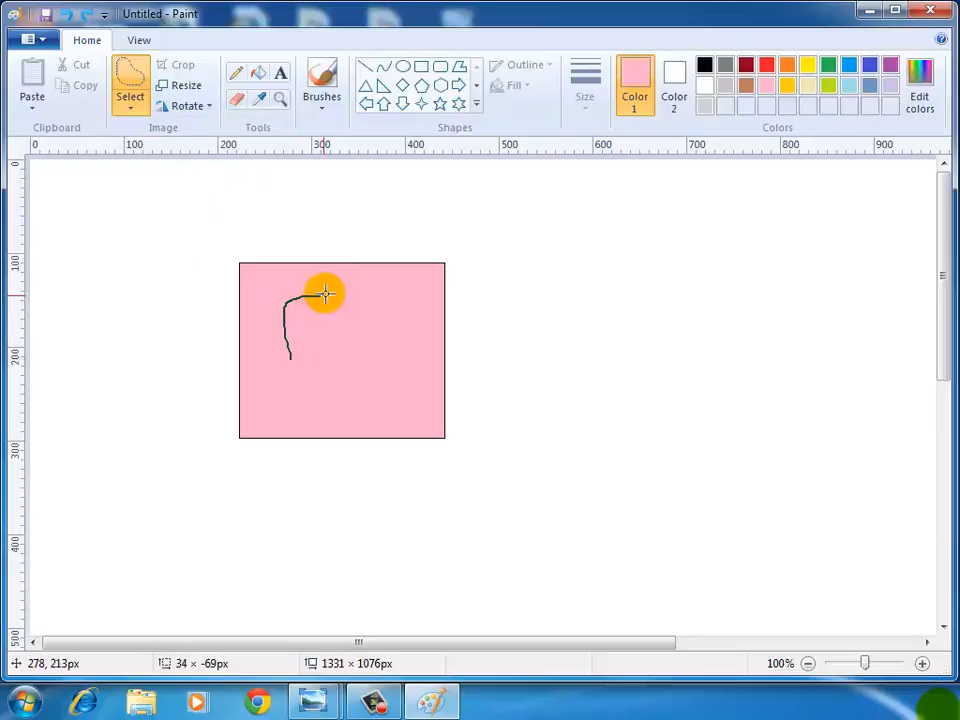 Untitled - Paint
Home View
Paste
Cut
Copy
Clipboard
Select
Crop
Resize
Rotate
Image
A
Tools
Brushes
Outline
Fill
Shapes
Size
Color 1
Color 2
Edit colors
Colors
0 100 200 300 400 500 600 700 800 900
0
100
200
300
400
500
278, 213px 34 × -69px 1331 × 1076px 100%